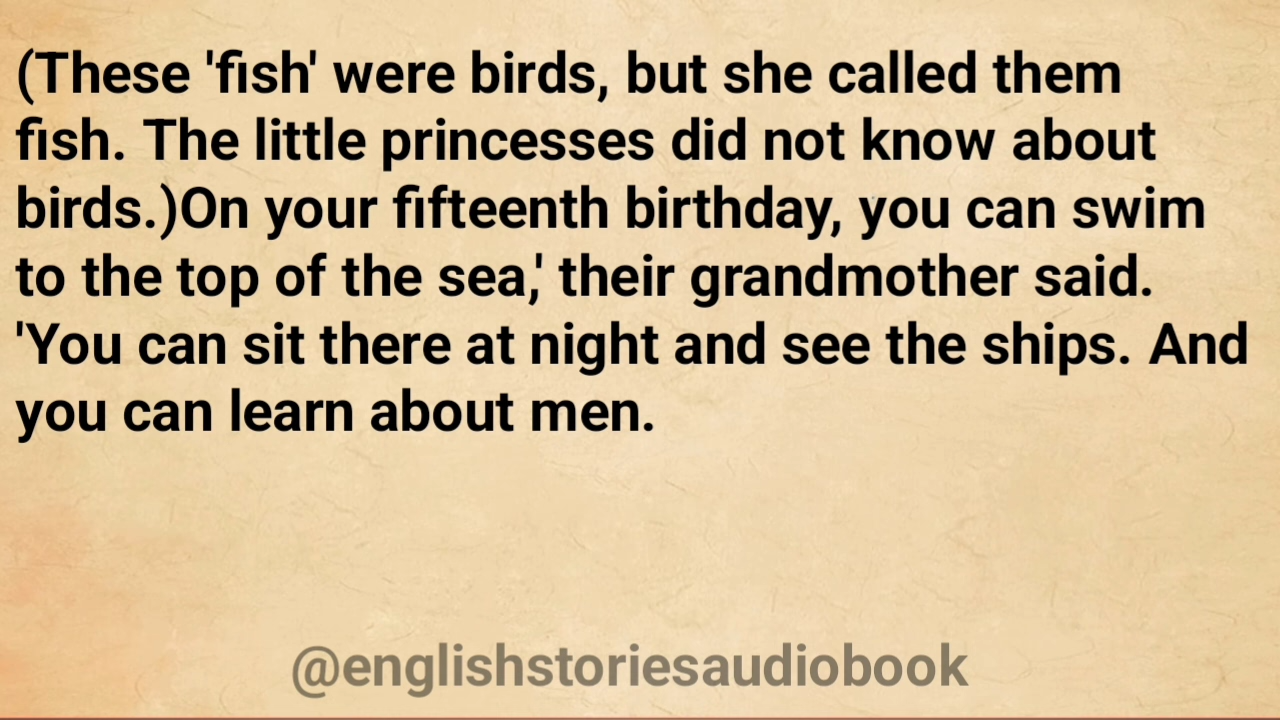 (These 'fish' were birds, but she called them
fish. The little princesses did not know about
birds.)On your fifteenth birthday, you can swim
to the top of the sea,' their grandmother said.
'You can sit there at night and see the ships. And
you can learn about men.
@englishstoriesaudiobook